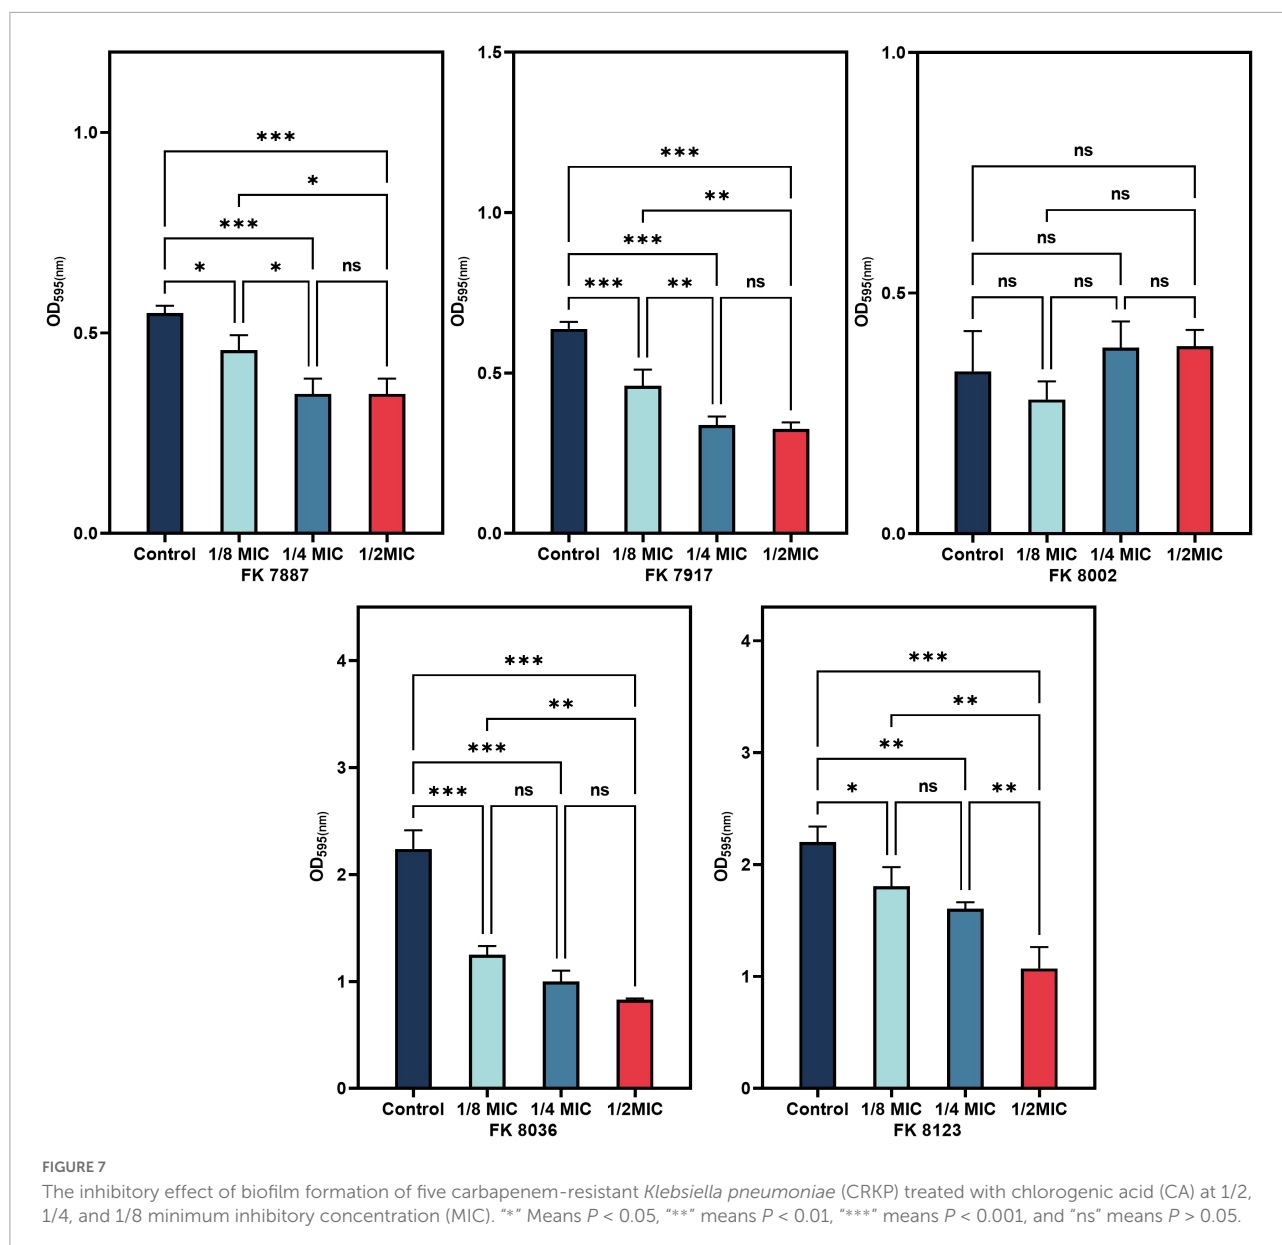 1.0
0.5
0.0
OD595(nm)
***
*
***
*
*
ns
Control
1/8 MIC
1/4 MIC
1/2MIC
FK 7887
1.5
1.0
0.5
0.0
OD595(nm)
***
**
***
***
**
ns
Control
1/8 MIC
1/4 MIC
1/2MIC
FK 7917
1.0
0.5
0.0
OD595(nm)
ns
ns
ns
ns
ns
ns
Control
1/8 MIC
1/4 MIC
1/2MIC
FK 8002
4
3
2
1
0
OD595(nm)
***
**
***
***
ns
ns
Control
1/8 MIC
1/4 MIC
1/2MIC
FK 8036
4
3
2
1
0
OD595(nm)
***
**
**
*
ns
**
Control
1/8 MIC
1/4 MIC
1/2MIC
FK 8123
FIGURE 7
The inhibitory effect of biofilm formation of five carbapenem-resistant Klebsiella pneumoniae (CRKP) treated with chlorogenic acid (CA) at 1/2,
1/4, and 1/8 minimum inhibitory concentration (MIC). “*” Means P < 0.05, “**” means P < 0.01, “***” means P < 0.001, and “ns” means P > 0.05.